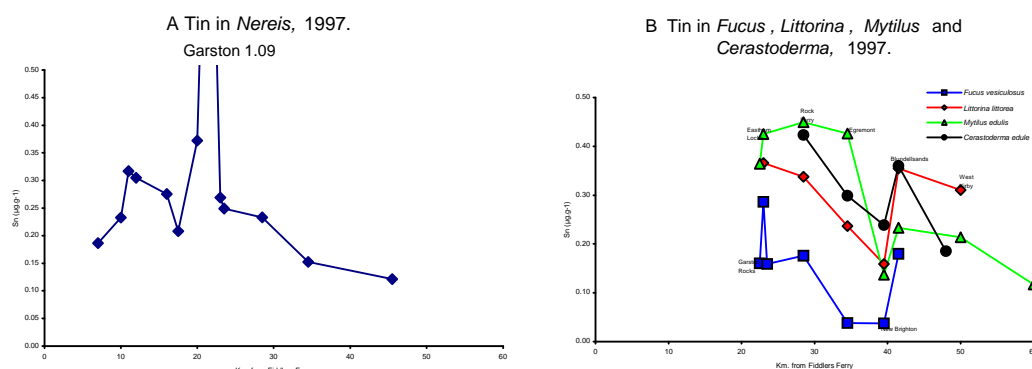 A Tin in Nereis, 1997.
Garston 1.09
0.50
0.45
0.40
0.35
0.30
0.25
0.20
0.15
0.10
0.05
0.00
Sn (µg.g-1)
0 10 20 30 40 50 60
B Tin in Fucus , Littorina , Mytilus and
Cerastoderma, 1997.
0.50
0.40
0.30
0.20
0.10
0.00
Sn (µg.g-1)
Fucus vesiculosus
Littorina littorea
Mytilus edulis
Cerastoderma edule
Rock
Egremont
Blundellsands
West
Kirby
Rocks
Brighton
0 10 20 30 40 50
Km. from Fiddlers Ferry